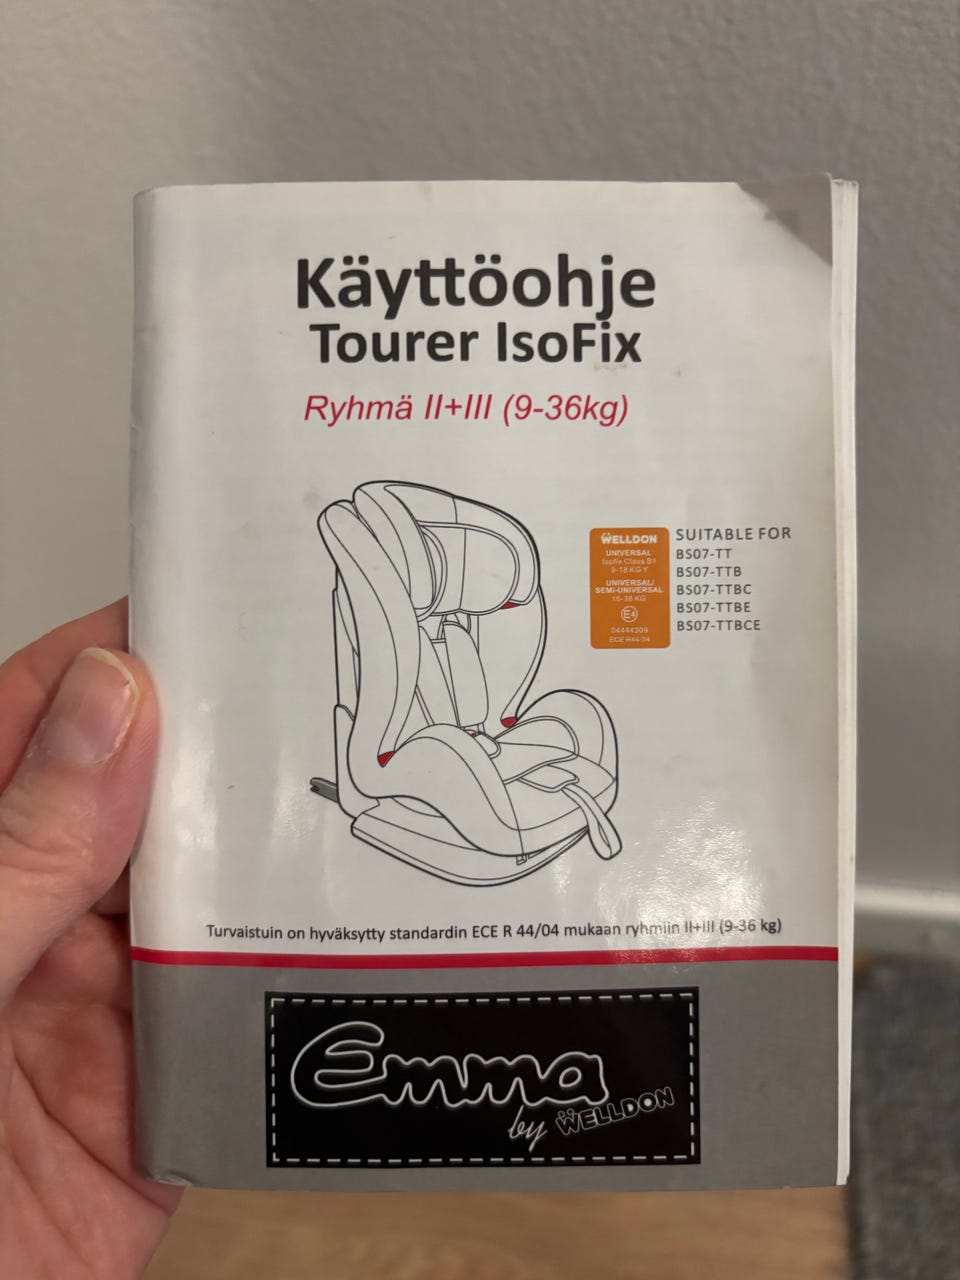 Käyttöohje
Tourer IsoFix
Ryhmä II+III (9-36kg)
WELLDON
UNIVERSAL
Isofix Class B1
9-18 KG Y
UNIVERSAL/
SEMI-UNIVERSAL
15-36 KG
E4
04444309
ECE R44/04
SUITABLE FOR
BS07-TT
BS07-TTB
BS07-TTBC
BS07-TTBE
BS07-TTBCE
Turvaistuin on hyväksytty standardin ECE R 44/04 mukaan ryhmiin II+III (9-36 kg)
Emma
by WELLDON